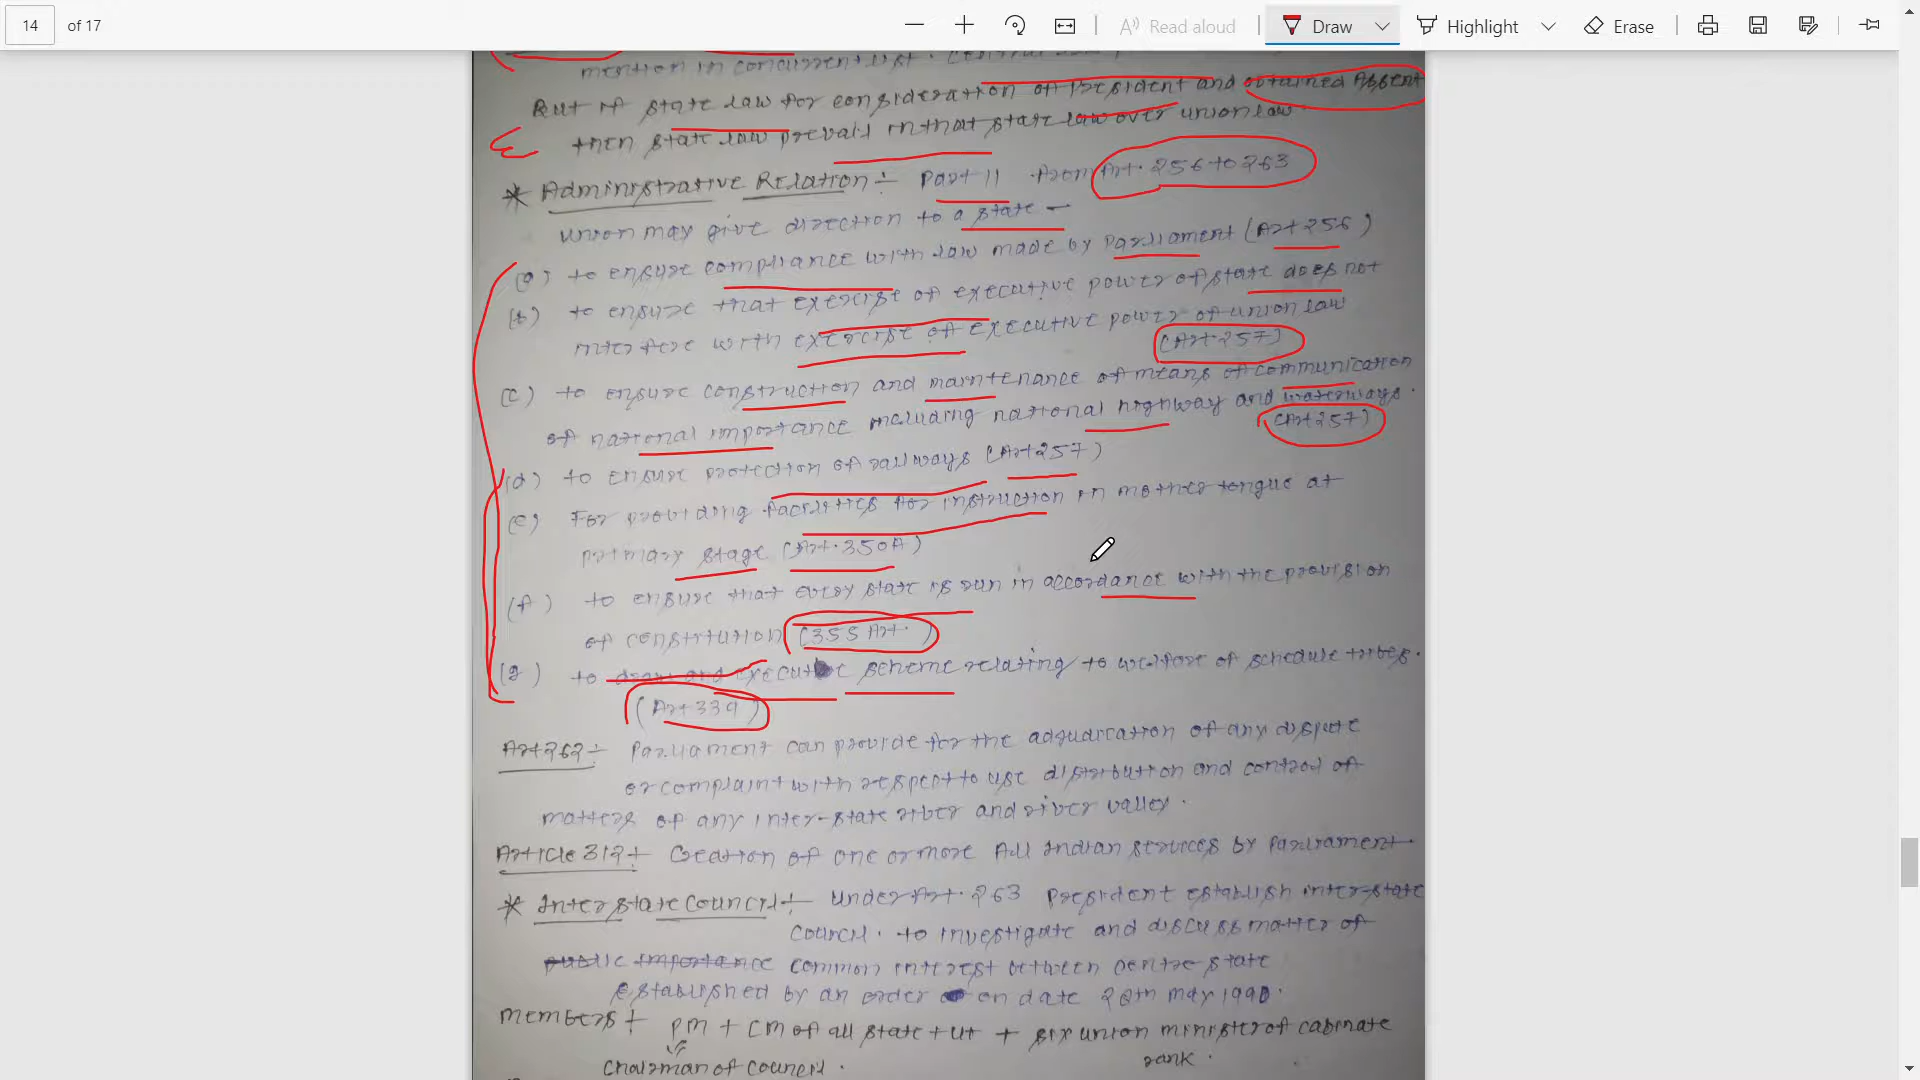 14 of 17
Read aloud
Draw
Highlight
Erase
mention in concurrent list.
But if state law for consideration of President and obtained Assent
then state law prevail in that state law over union law
* Administrative Relation :- Part 11 from Art. 256 to 263
union may give direction to a state -
(a) to ensure compliance with law made by Parliament (Art 256)
(b) to ensure that exercise of executive power of state does not
interfere with exercise of executive power of union law
(Art. 257)
(c) to ensure construction and maintenance of means of communication
of national importance including national highway and waterways.
(Art 257)
(d) to ensure protection of railways (Art 257)
(e) For providing facilities for instruction in mother tongue at
primary stage (Art. 350A)
(f) to ensure that every state is run in accordance with the provision
of constitution (355 Art. )
(g) to draw and execute scheme relating to welfare of schedule tribes.
(Art 339)
Art 262 :- Parliament can provide for the adjudication of any dispute
or complaint with respect to use distribution and control of
matters of any inter-state river and river valley.
Article 312 :- Creation of one or more All Indian services by Parliament.
* Inter state council :- Under Art. 263 President establish inter-state
council. to investigate and discuss matter of
public importance common interest between centre state
established by an order on date 28th may 1990.
members :- PM + CM of all state + UT + six union minister of cabinate
rank.
chairman of council.